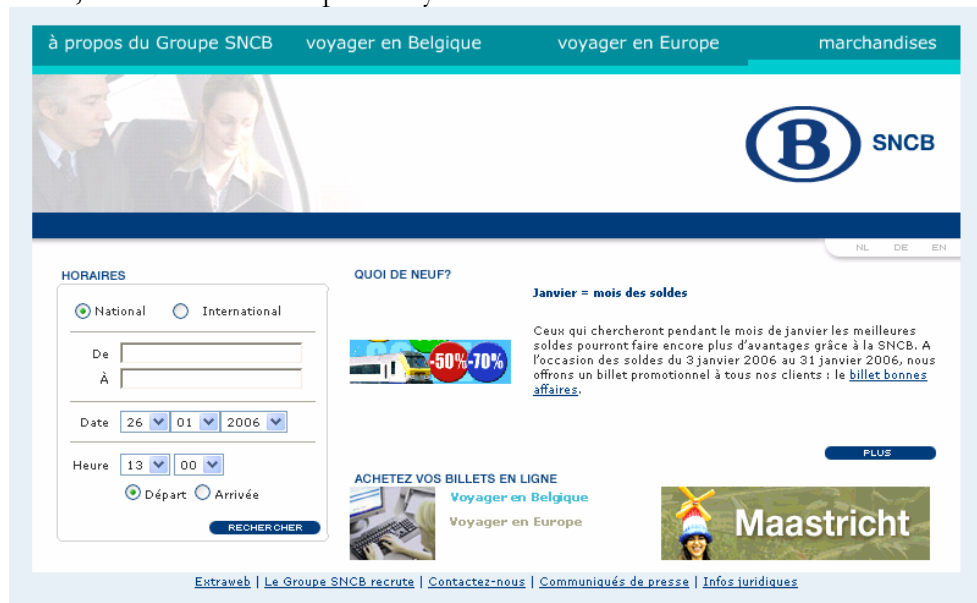 à propos du Groupe SNCB voyager en Belgique voyager en Europe marchandises
B SNCB
NL DE EN
HORAIRES
National International
De
À
Date 26 01 2006
Heure 13 00
Départ Arrivée
RECHERCHER
QUOI DE NEUF?
Janvier = mois des soldes
-50% -70%
Ceux qui chercheront pendant le mois de janvier les meilleures
soldes pourront faire encore plus d'avantages grâce à la SNCB. A
l'occasion des soldes du 3 janvier 2006 au 31 janvier 2006, nous
offrons un billet promotionnel à tous nos clients : le billet bonnes
affaires.
PLUS
ACHETEZ VOS BILLETS EN LIGNE
Voyager en Belgique
Voyager en Europe
Maastricht
Extraweb | Le Groupe SNCB recrute | Contactez-nous | Communiqués de presse | Infos juridiques